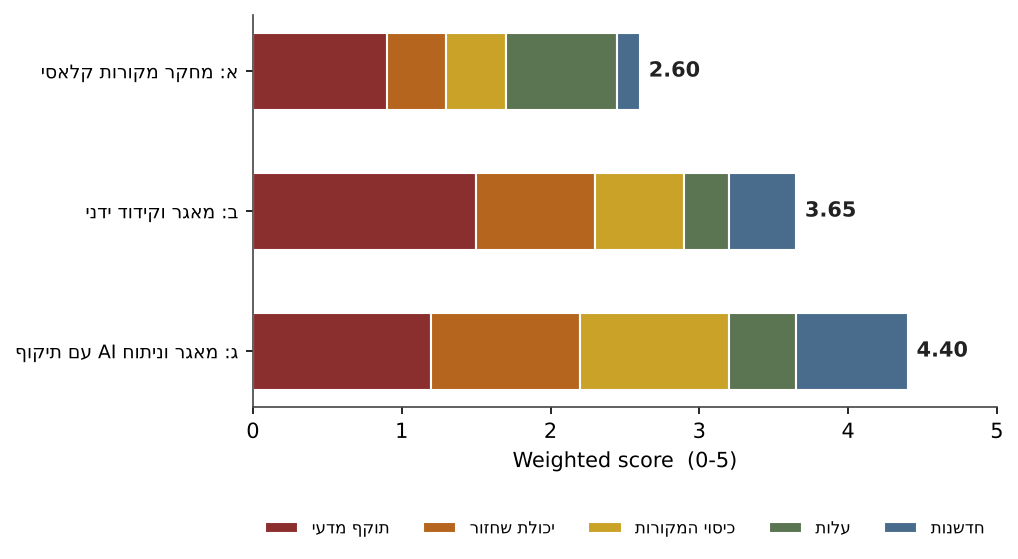 א: מחקר מקורות קלאסי
2.60
ב: מאגר וקידוד ידני
3.65
ג: מאגר וניתוח AI עם תיקוף
4.40
0 1 2 3 4 5
Weighted score (0-5)
תוקף מדעי
יכולת שחזור
כיסוי המקורות
עלות
חדשנות